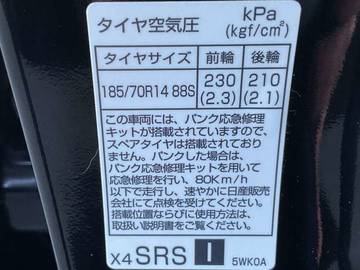 タイヤ空気圧 kPa
(kgf/cm²)
タイヤサイズ 前輪 後輪
185/70R14 88S 230 210
(2.3) (2.1)
この車両には、パンク応急修理
キットが搭載されていますので、
スペアタイヤは搭載されており
ません。パンクした場合は、
パンク応急修理キットを用いて
応急修理を行い、80Km/h
以下で走行し、速やかに日産販売
会社にて点検を受けてください。
搭載位置ならびに使用方法は、
取扱い説明書をご覧ください。
X4 SRS I 5WK0A